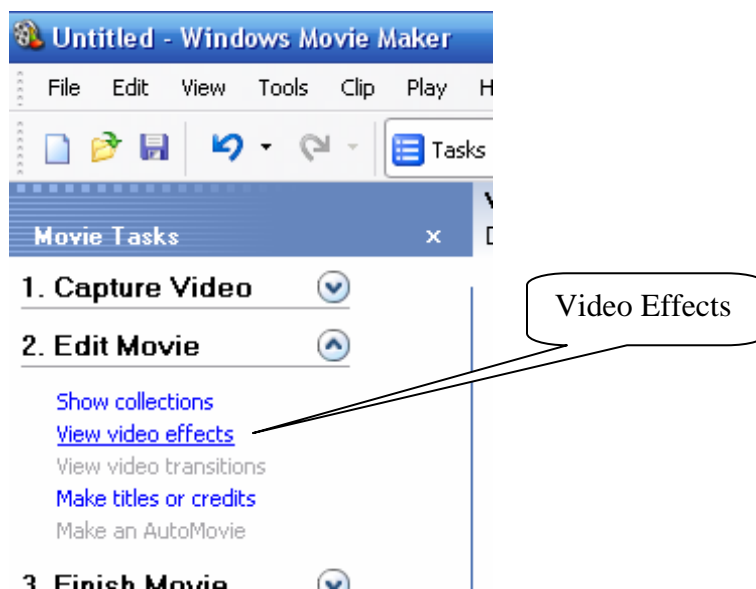 Untitled - Windows Movie Maker
File Edit View Tools Clip Play H
Tasks
Movie Tasks x
1. Capture Video
2. Edit Movie
Video Effects
Show collections
View video effects
View video transitions
Make titles or credits
Make an AutoMovie
3. Finish Movie